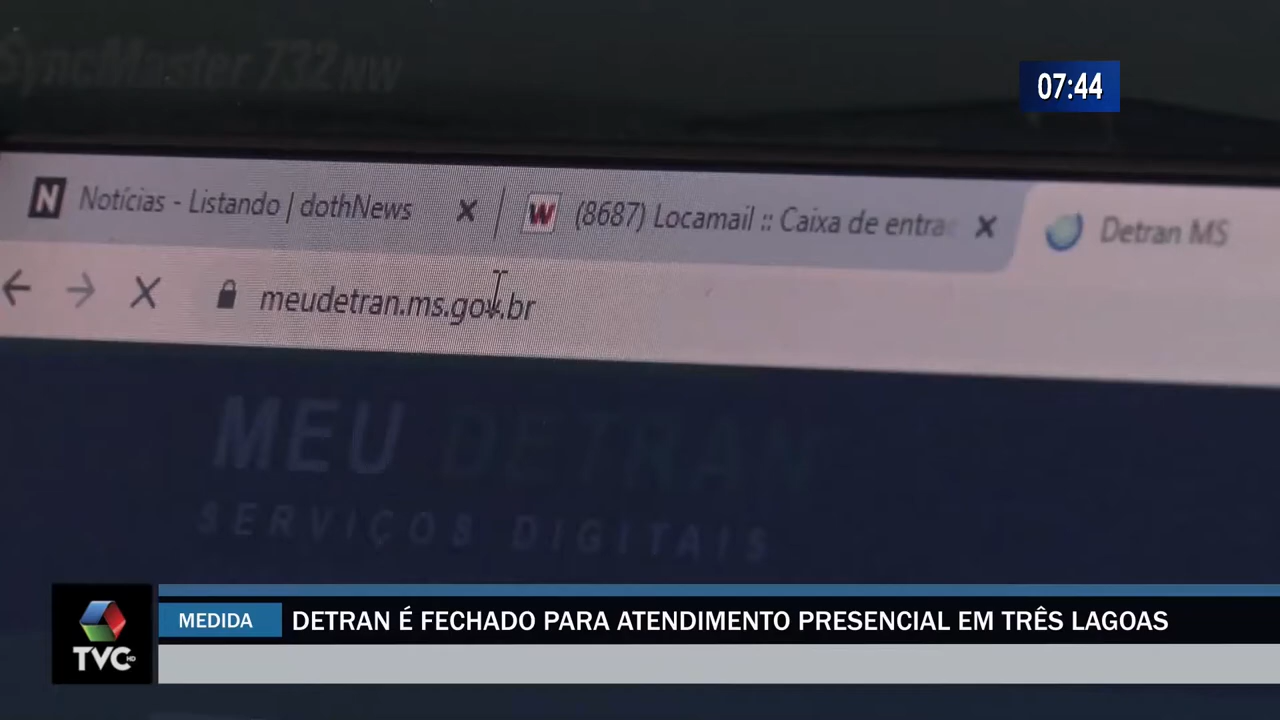 SyncMaster 732NW
07:44
N Notícias - Listando | dothNews
W (8687) Locamail :: Caixa de entra
Detran MS
meudetran.ms.gov.br
MEU DETRAN
SERVIÇOS DIGITAIS
MEDIDA DETRAN É FECHADO PARA ATENDIMENTO PRESENCIAL EM TRÊS LAGOAS
TVC HD